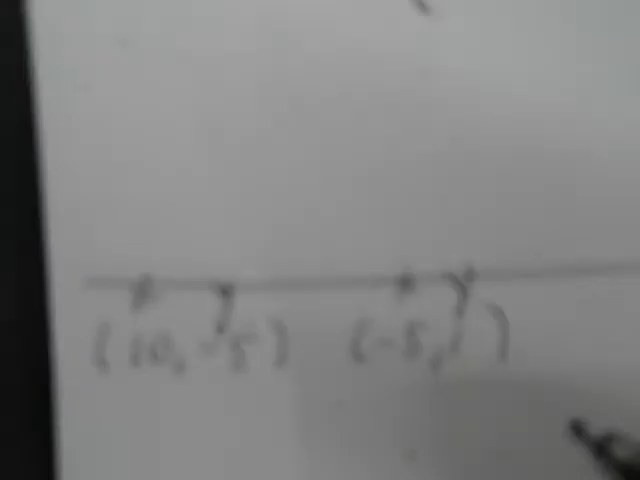 x y x y
(10, -5) (-5, )